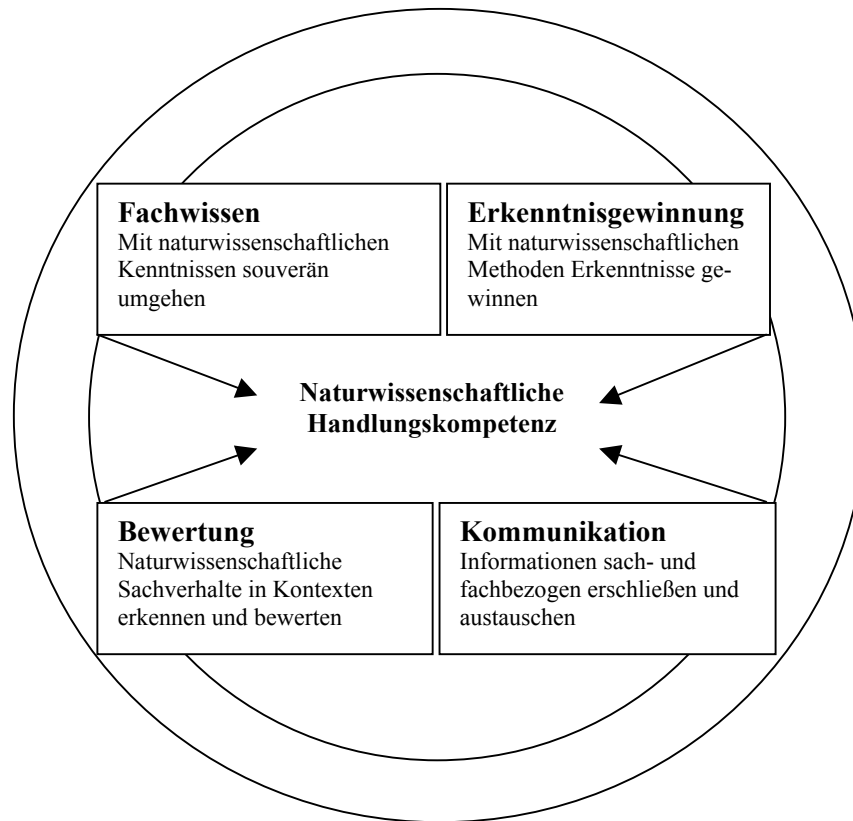 Fachwissen
Mit naturwissenschaftlichen
Kenntnissen souverän
umgehen
Erkenntnisgewinnung
Mit naturwissenschaftlichen
Methoden Erkenntnisse ge-
winnen
Naturwissenschaftliche
Handlungskompetenz
Bewertung
Naturwissenschaftliche
Sachverhalte in Kontexten
erkennen und bewerten
Kommunikation
Informationen sach- und
fachbezogen erschließen und
austauschen